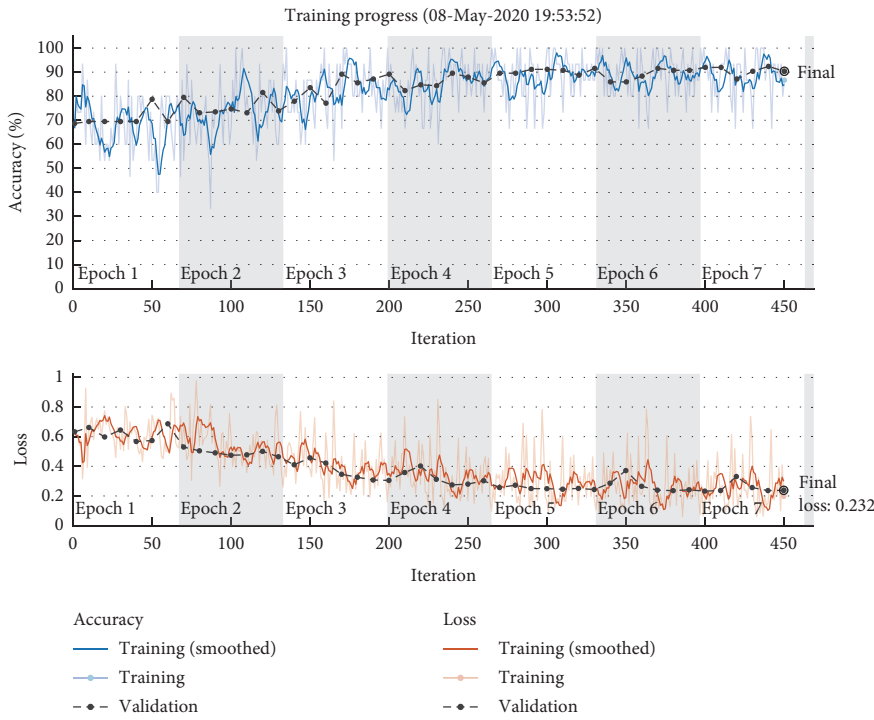 Training progress (08-May-2020 19:53:52)
100
90
80
70
60
50
40
30
20
10
0
Accuracy (%)
Epoch 1 Epoch 2 Epoch 3 Epoch 4 Epoch 5 Epoch 6 Epoch 7
Final
0 50 100 150 200 250 300 350 400 450
Iteration
1
0.8
0.6
0.4
0.2
0
Loss
Epoch 1 Epoch 2 Epoch 3 Epoch 4 Epoch 5 Epoch 6 Epoch 7
Final
loss: 0.232
0 50 100 150 200 250 300 350 400 450
Iteration
Accuracy
Training (smoothed)
Training
Validation
Loss
Training (smoothed)
Training
Validation